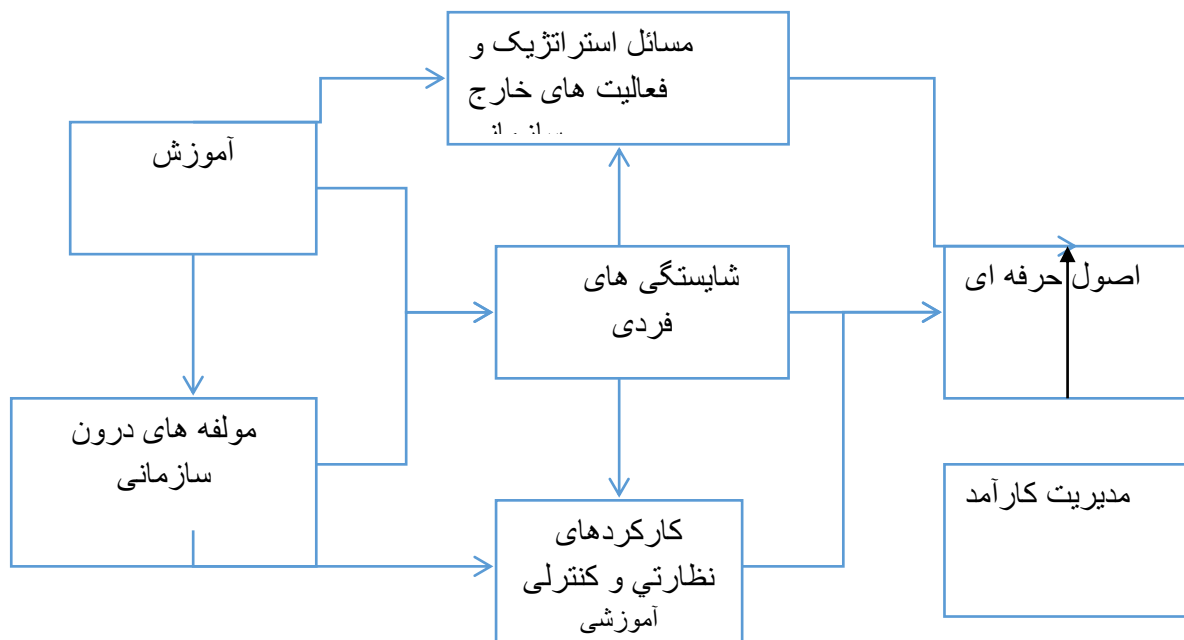 مسائل استراتژیک و
فعالیت های خارج
آموزش
شایستگی های
فردی
اصول حرفه ای
مولفه های درون
سازمانی
مدیریت کارآمد
کارکردهای
نظارتي و کنترلی
آموزشی